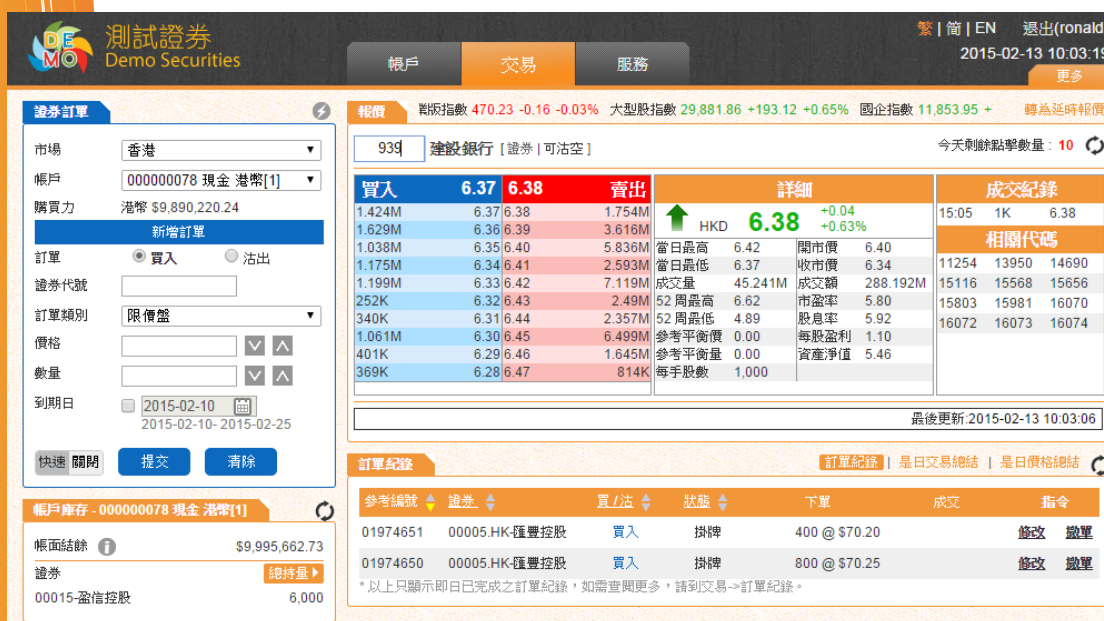 DEMO
測試證券
Demo Securities
帳戶 交易 服務
繁 | 簡 | EN 退出(ronald
2015-02-13 10:03:19
更多
證券訂單
市場 香港
帳戶 000000078 現金 港幣[1]
購買力 港幣 $9,890,220.24
新增訂單
訂單 買入 沽出
證券代號
訂單類別 限價盤
價格
數量
到期日 2015-02-10
2015-02-10- 2015-02-25
快速 關閉 提交 清除
帳戶庫存 - 000000078 現金 港幣[1]
帳面結餘 $9,995,662.73
證券 總持量
00015-盈信控股 6,000
報價 指數 470.23 -0.16 -0.03% 大型股指數 29,881.86 +193.12 +0.65% 國企指數 11,853.95 + 轉為延時報價
939 建設銀行 [證券 | 可沽空] 今天剩餘點擊數量 : 10
買入 6.37 6.38 賣出
1.424M 6.37 6.38 1.754M
1.629M 6.36 6.39 3.616M
1.038M 6.35 6.40 5.836M
1.175M 6.34 6.41 2.593M
1.199M 6.33 6.42 7.119M
252K 6.32 6.43 2.49M
340K 6.31 6.44 2.357M
1.061M 6.30 6.45 6.499M
401K 6.29 6.46 1.645M
369K 6.28 6.47 814K
詳細
HKD 6.38 +0.04
+0.63%
當日最高 6.42 開市價 6.40
當日最低 6.37 收市價 6.34
成交量 45.241M 成交額 288.192M
52 周最高 6.62 市盈率 5.80
52 周最低 4.89 股息率 5.92
參考平衡價 0.00 每股盈利 1.10
參考平衡量 0.00 資產淨值 5.46
每手股數 1,000
成交紀錄
15:05 1K 6.38
相關代碼
11254 13950 14690
15116 15568 15656
15803 15981 16070
16072 16073 16074
最後更新:2015-02-13 10:03:06
訂單紀錄 訂單紀錄 | 是日交易總結 | 是日價格總結
參考編號 證券 買/沽 狀態 下單 成交 指令
01974651 00005.HK-匯豐控股 買入 掛牌 400 @ $70.20 修改 撤單
01974650 00005.HK-匯豐控股 買入 掛牌 800 @ $70.25 修改 撤單
* 以上只顯示即日已完成之訂單紀錄，如需查閱更多，請到交易->訂單紀錄。